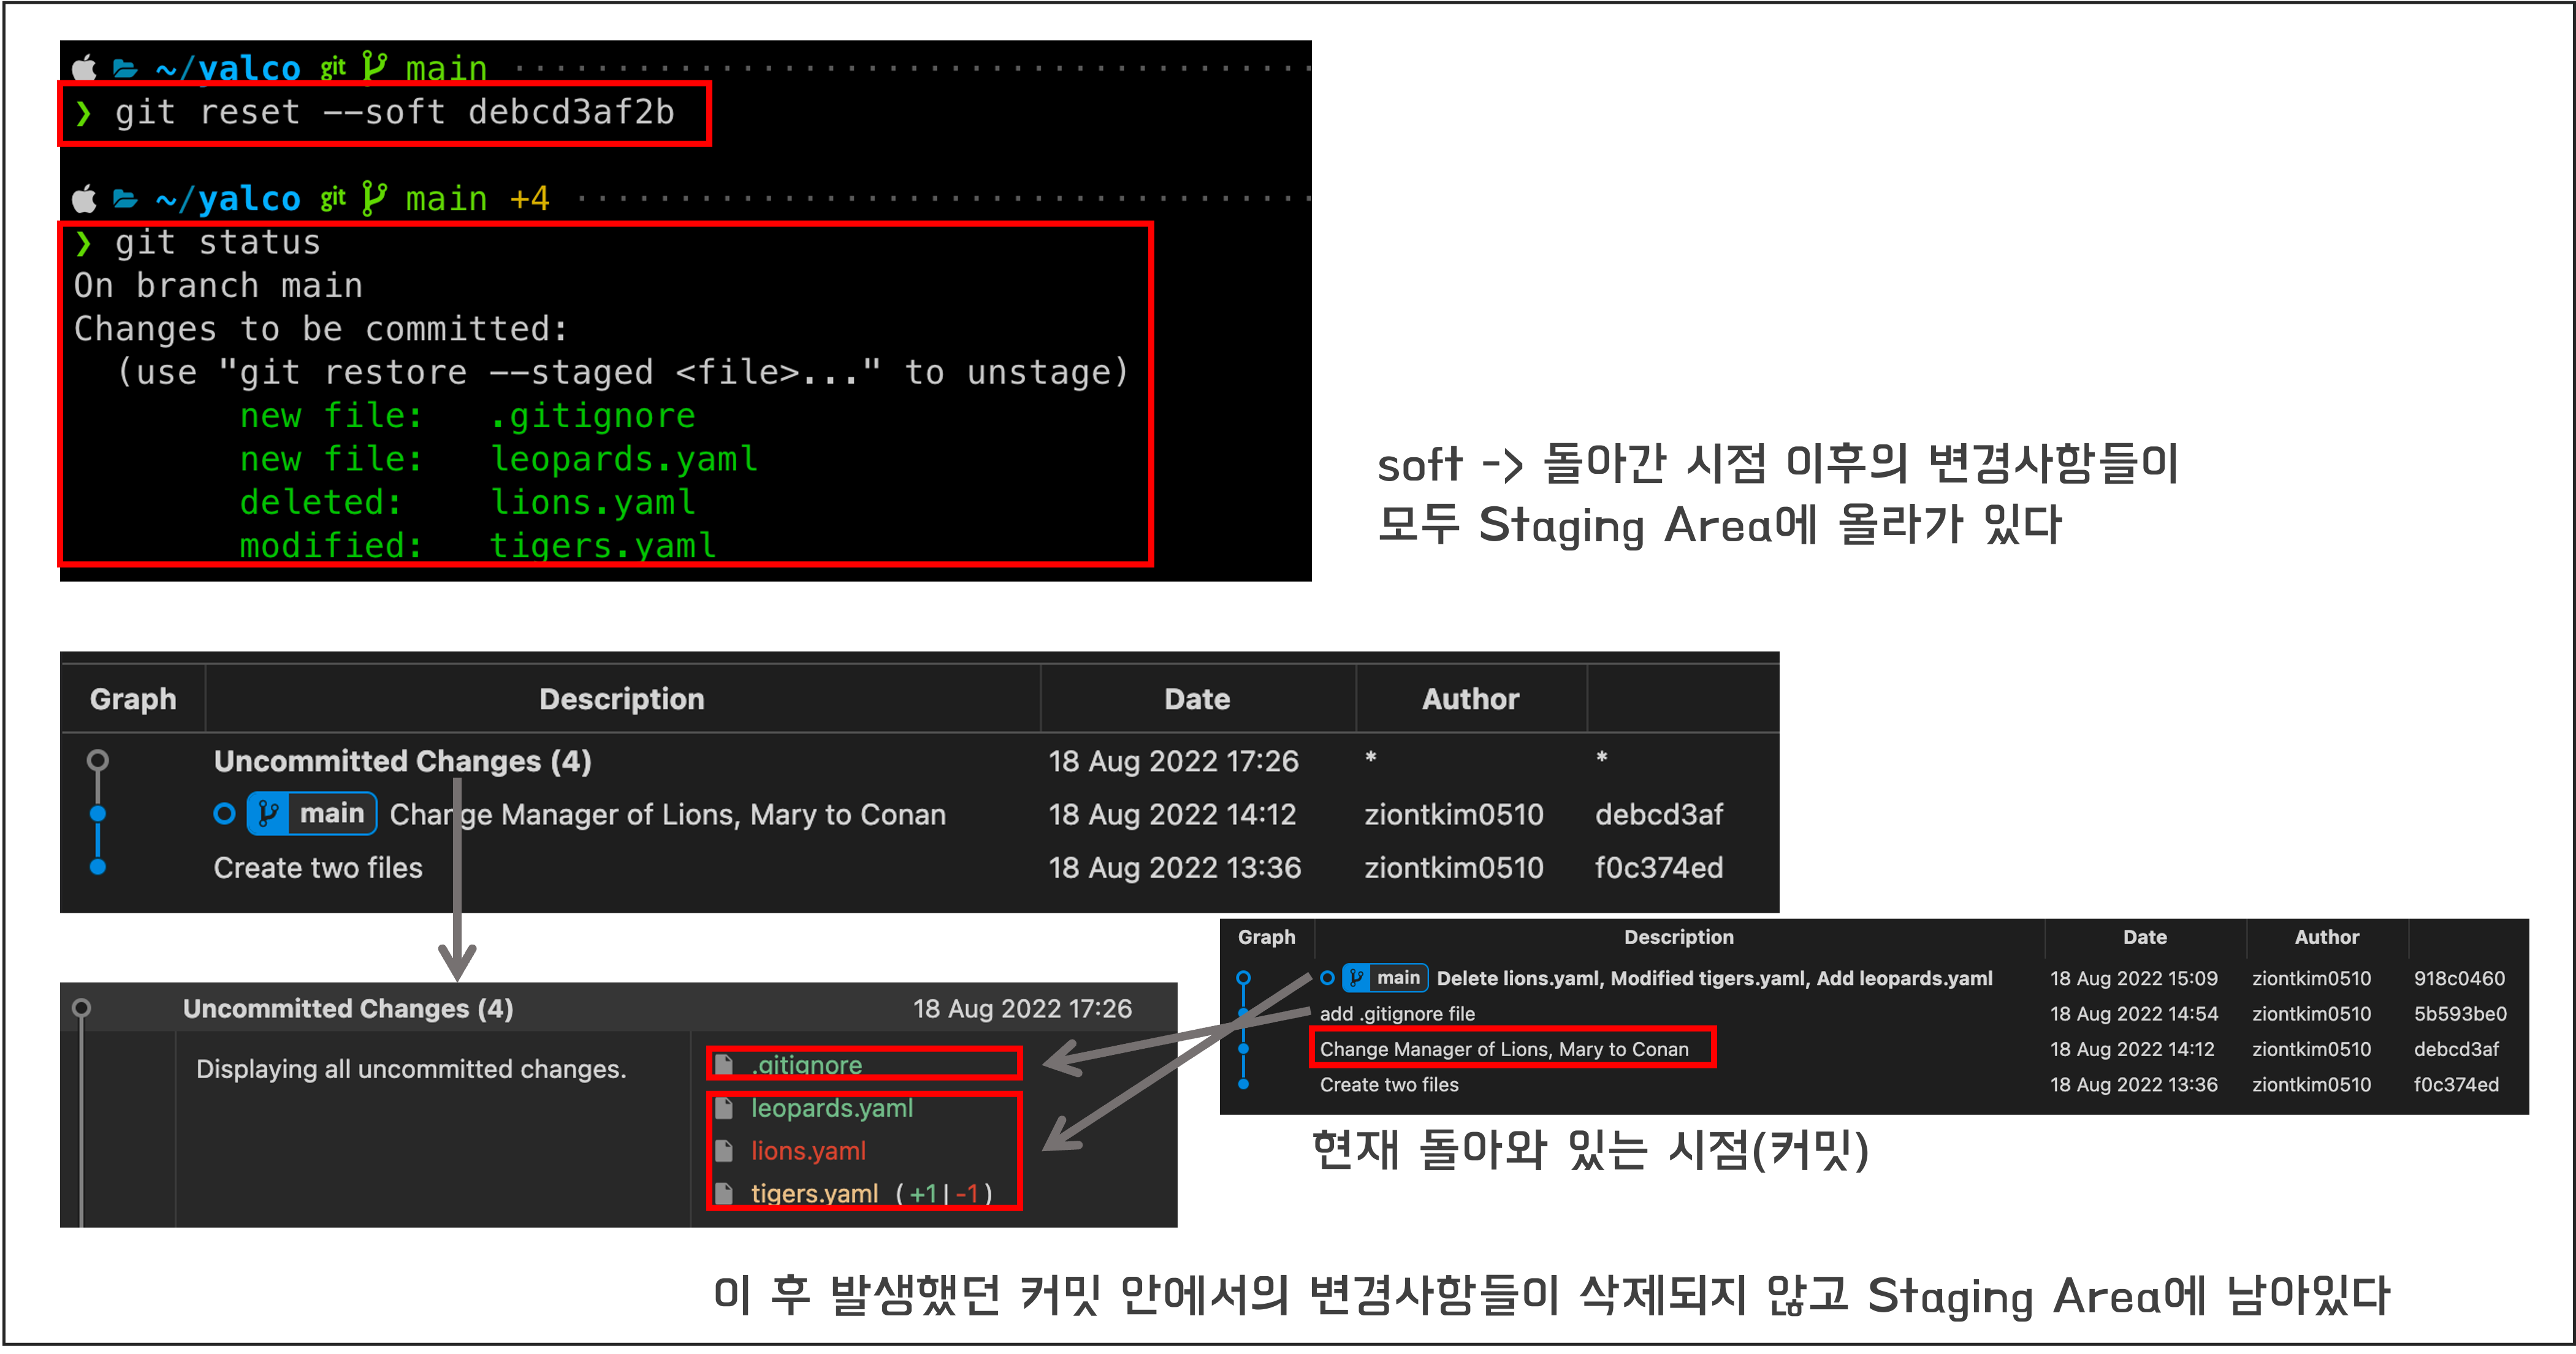 ~/yalco git main
❯ git reset --soft debcd3af2b
~/yalco git main +4
❯ git status
On branch main
Changes to be committed:
(use "git restore --staged <file>..." to unstage)
new file: .gitignore
new file: leopards.yaml
deleted: lions.yaml
modified: tigers.yaml
soft -> 돌아간 시점 이후의 변경사항들이
모두 Staging Area에 올라가 있다
Graph Description Date Author
Uncommitted Changes (4) 18 Aug 2022 17:26 * *
main Change Manager of Lions, Mary to Conan 18 Aug 2022 14:12 ziontkim0510 debcd3af
Create two files 18 Aug 2022 13:36 ziontkim0510 f0c374ed
Uncommitted Changes (4) 18 Aug 2022 17:26
Displaying all uncommitted changes.
.gitignore
leopards.yaml
lions.yaml
tigers.yaml (+1|-1)
Graph Description Date Author
main Delete lions.yaml, Modified tigers.yaml, Add leopards.yaml 18 Aug 2022 15:09 ziontkim0510 918c0460
add .gitignore file 18 Aug 2022 14:54 ziontkim0510 5b593be0
Change Manager of Lions, Mary to Conan 18 Aug 2022 14:12 ziontkim0510 debcd3af
Create two files 18 Aug 2022 13:36 ziontkim0510 f0c374ed
현재 돌아와 있는 시점(커밋)
이 후 발생했던 커밋 안에서의 변경사항들이 삭제되지 않고 Staging Area에 남아있다